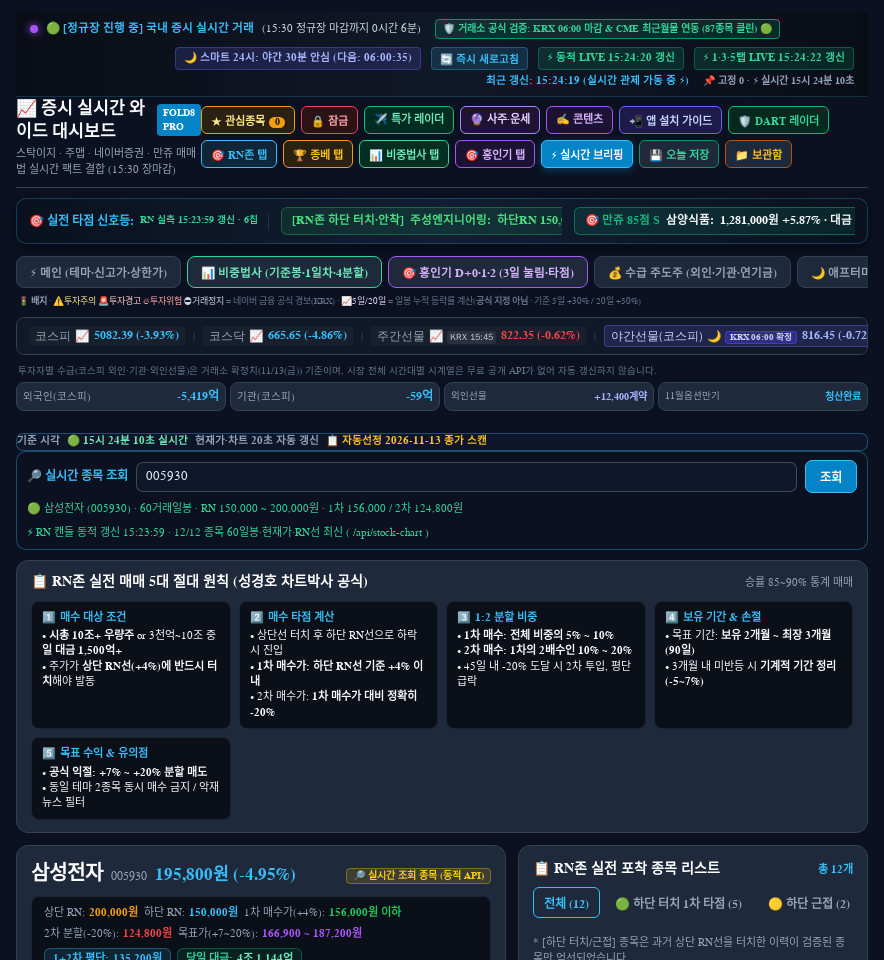 🟢 [정규장 진행 중] 국내 증시 실시간 거래 (15:30 정규장 마감까지 0시간 6분) 🛡️ 거래소 공식 검증: KRX 06:00 마감 & CME 최근월물 연동 (87종목 클린) 🟢
🌙 스마트 24시: 야간 30분 안심 (다음: 06:00:35) 🔄 즉시 새로고침 ⚡ 동적 LIVE 15:24:20 갱신 ⚡ 1·3·5탭 LIVE 15:24:22 갱신
최근 갱신: 15:24:19 (실시간 관제 가동 중 ⚡) 📌 고정 0 · ⚡ 실시간 15시 24분 10초
📈 증시 실시간 와이드 대시보드 FOLD8 PRO
스탁이지 · 주맵 · 네이버증권 · 만쥬 매매법 실시간 팩트 결합 (15:30 장마감)
★ 관심종목 0 🔒 잠금 ✈️ 특가 레이더 🔮 사주·운세 ✍️ 콘텐츠 📲 앱 설치 가이드 🛡️ DART 레이더
🎯 RN존 탭 🏆 종베 탭 📊 비중법사 탭 🎯 홍인기 탭 ⚡ 실시간 브리핑 💾 오늘 저장 📁 보관함
🎯 실전 타점 신호등: RN 실측 15:23:59 갱신 · 6칩 [RN존 하단 터치·안착] 주성엔지니어링: 하단RN 150, 🎯 만쥬 85점 S 삼양식품: 1,281,000원 +5.87% · 대금
⚡ 메인 (테마·신고가·상한가) 📊 비중법사 (기준봉·1일차·4분할) 🎯 홍인기 D+0·1·2 (3일 눌림·타점) 💰 수급 주도주 (외인·기관·연기금) 🌙 애프터마
🚦 배지 · ⚠️투자주의 🚨투자경고 ⛔투자위험 ⛔거래정지 = 네이버 금융 공식 경보(KRX) · 📈5일/20일 = 일봉 누적 등락률 계산(공식 지정 아님 · 기준 5일 +30% / 20일 +50%)
코스피 📈 5082.39 (-3.93%) 코스닥 📈 665.65 (-4.86%) 주간선물 📈 KRX 15:45 822.35 (-0.62%) 야간선물(코스피) 🌙 KRX 06:00 확정 816.45 (-0.72
투자자별 수급(코스피 외인·기관·외인선물)은 거래소 확정치(11/13(금)) 기준이며, 시장 전체 시간대별 시계열은 무료 공개 API가 없어 자동 갱신하지 않습니다.
외국인(코스피) -5,419억 기관(코스피) -59억 외인선물 +12,400계약 11월옵션만기 청산완료
기준 시각 🟢 15시 24분 10초 실시간 현재가·차트 20초 자동 갱신 📋 자동선정 2026-11-13 종가 스캔
🔎 실시간 종목 조회 005930 조회
🟢 삼성전자 (005930) · 60거래일봉 · RN 150,000 ~ 200,000원 · 1차 156,000 / 2차 124,800원
⚡ RN 캔들 동적 갱신 15:23:59 · 12/12 종목 60일봉·현재가·RN선 최신 ( /api/stock-chart )
📋 RN존 실전 매매 5대 절대 원칙 (성경호 차트박사 공식) 승률 85~90% 통계 매매
1️⃣ 매수 대상 조건
• 시총 10조+ 우량주 or 3천억~10조 중
일 대금 1,500억+
• 주가가 상단 RN선(+4%)에 반드시 터
치해야 발동
2️⃣ 매수 타점 계산
• 상단선 터치 후 하단 RN선으로 하락
시 진입
• 1차 매수가: 하단 RN선 기준 +4% 이
내
• 2차 매수가: 1차 매수가 대비 정확히
-20%
3️⃣ 1:2 분할 비중
• 1차 매수: 전체 비중의 5% ~ 10%
• 2차 매수: 1차의 2배수인 10% ~ 20%
• 45일 내 -20% 도달 시 2차 투입, 평단
급락
4️⃣ 보유 기간 & 손절
• 목표 기간: 보유 2개월 ~ 최장 3개월
(90일)
• 3개월 내 미반등 시 기계적 기간 정리
(-5~7%)
5️⃣ 목표 수익 & 유의점
• 공식 익절: +7% ~ +20% 분할 매도
• 동일 테마 2종목 동시 매수 금지 / 악재
뉴스 필터
삼성전자 005930 195,800원 (-4.95%) 🔎 실시간 조회 종목 (동적 API)
상단 RN: 200,000원 하단 RN: 150,000원 1차 매수가(+4%): 156,000원 이하
2차 분할(-20%): 124,800원 목표가(+7~20%): 166,900 ~ 187,200원
1+2차 평단: 135,200원 당일 대금: 4조 1,144억
📋 RN존 실전 포착 종목 리스트 총 12개
전체 (12) 🟢 하단 터치 1차 타점 (5) 🟡 하단 근접 (2)
* [하단 터치/근접] 종목은 과거 상단 RN선을 터치한 이력이 검증된 종
목만 엄선되었습니다